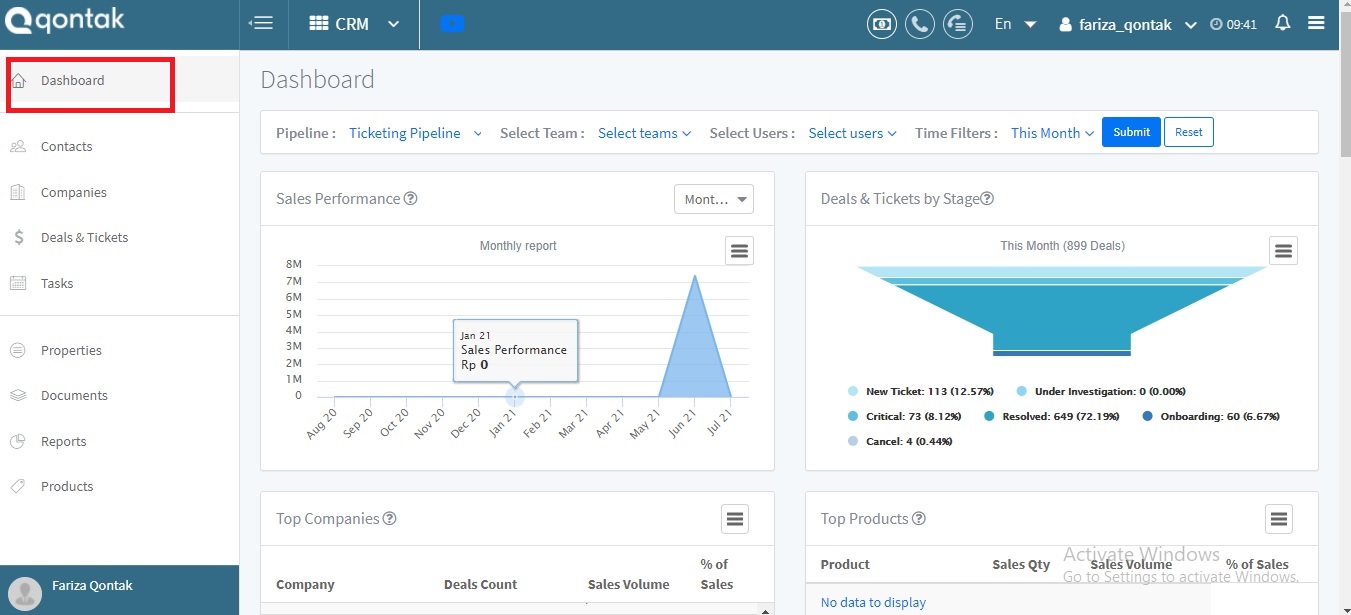 qontak
CRM
En
fariza_qontak
09:41
Dashboard
Contacts
Companies
Deals & Tickets
Tasks
Properties
Documents
Reports
Products
Fariza Qontak
Dashboard
Pipeline : Ticketing Pipeline Select Team : Select teams Select Users : Select users Time Filters : This Month Submit Reset
Sales Performance
Mont...
Monthly report
8M
7M
6M
5M
4M
3M
2M
1M
0
Jan 21
Sales Performance
Rp 0
Aug 20 Sep 20 Oct 20 Nov 20 Dec 20 Jan 21 Feb 21 Mar 21 Apr 21 May 21 Jun 21 Jul 21
Deals & Tickets by Stage
This Month (899 Deals)
New Ticket: 113 (12.57%) Under Investigation: 0 (0.00%)
Critical: 73 (8.12%) Resolved: 649 (72.19%) Onboarding: 60 (6.67%)
Cancel: 4 (0.44%)
Top Companies
Company Deals Count Sales Volume % of Sales
Top Products
Product Sales Qty Sales Volume % of Sales
No data to display
Activate Windows
Go to Settings to activate Windows.